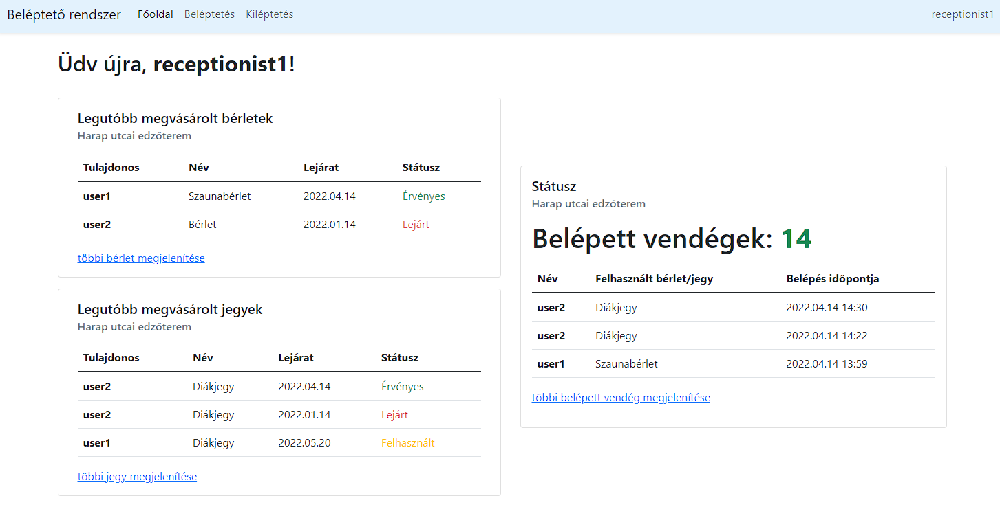 Beléptető rendszer Főoldal Beléptetés Kiléptetés receptionist1
Üdv újra, receptionist1!
Legutóbb megvásárolt bérletek
Harap utcai edzőterem
Tulajdonos Név Lejárat Státusz
user1 Szaunabérlet 2022.04.14 Érvényes
user2 Bérlet 2022.01.14 Lejárt
többi bérlet megjelenítése
Legutóbb megvásárolt jegyek
Harap utcai edzőterem
Tulajdonos Név Lejárat Státusz
user2 Diákjegy 2022.04.14 Érvényes
user2 Diákjegy 2022.01.14 Lejárt
user1 Diákjegy 2022.05.20 Felhasznált
többi jegy megjelenítése
Státusz
Harap utcai edzőterem
Belépett vendégek: 14
Név Felhasznált bérlet/jegy Belépés időpontja
user2 Diákjegy 2022.04.14 14:30
user2 Diákjegy 2022.04.14 14:22
user1 Szaunabérlet 2022.04.14 13:59
többi belépett vendég megjelenítése